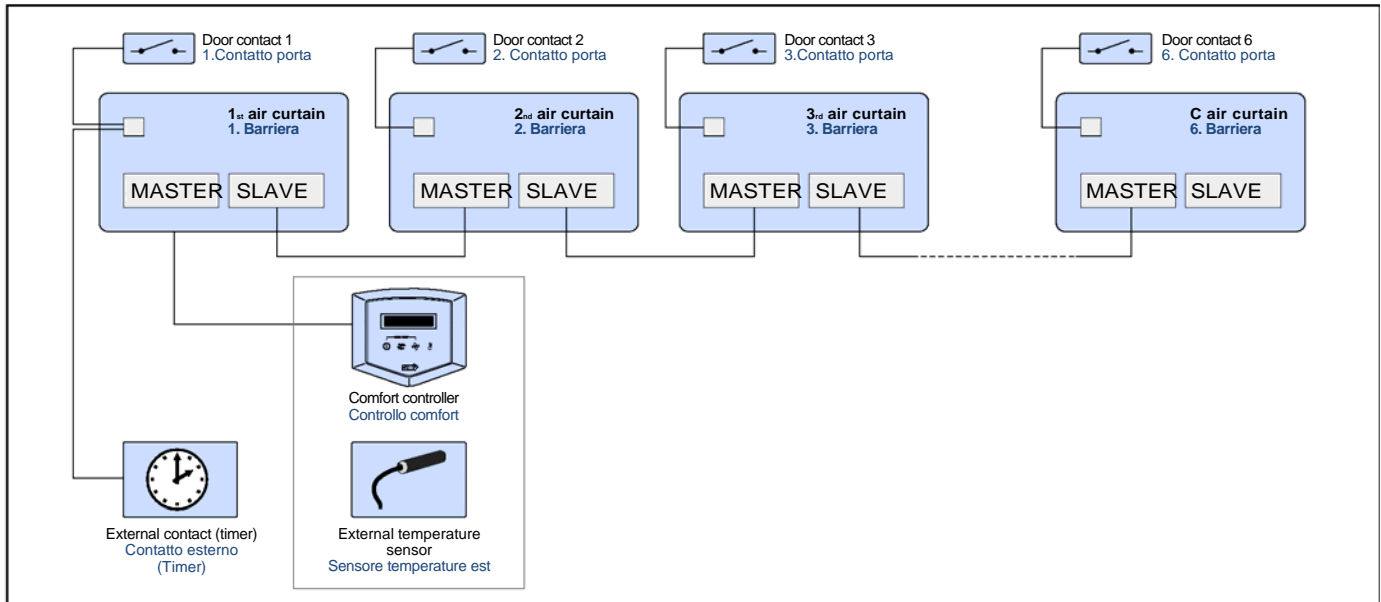 Door contact 1
1.Contatto porta
Door contact 2
2. Contatto porta
Door contact 3
3.Contatto porta
Door contact 6
6. Contatto porta
1st air curtain
1. Barriera
MASTER SLAVE
2nd air curtain
2. Barriera
MASTER SLAVE
3rd air curtain
3. Barriera
MASTER SLAVE
C air curtain
6. Barriera
MASTER SLAVE
Comfort controller
Controllo comfort
External contact (timer)
Contatto esterno
(Timer)
External temperature
sensor
Sensore temperature est